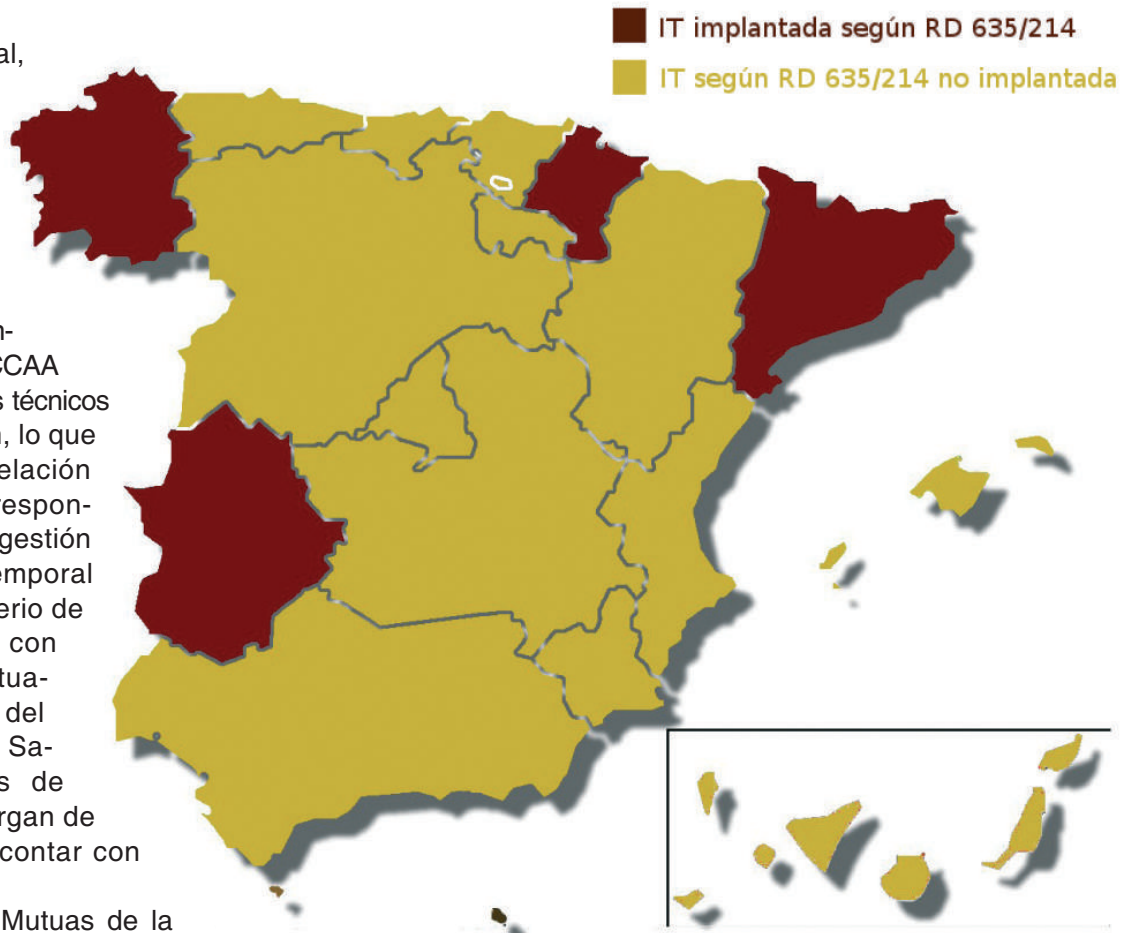 IT implantada según RD 635/214
IT según RD 635/214 no implantada
al,
n-
CCAA
s técnicos
n, lo que
elación
respon-
gestión
emporal
erio de
con
tua-
del
Sa-
s de
rgan de
contar con
Mutuas de la